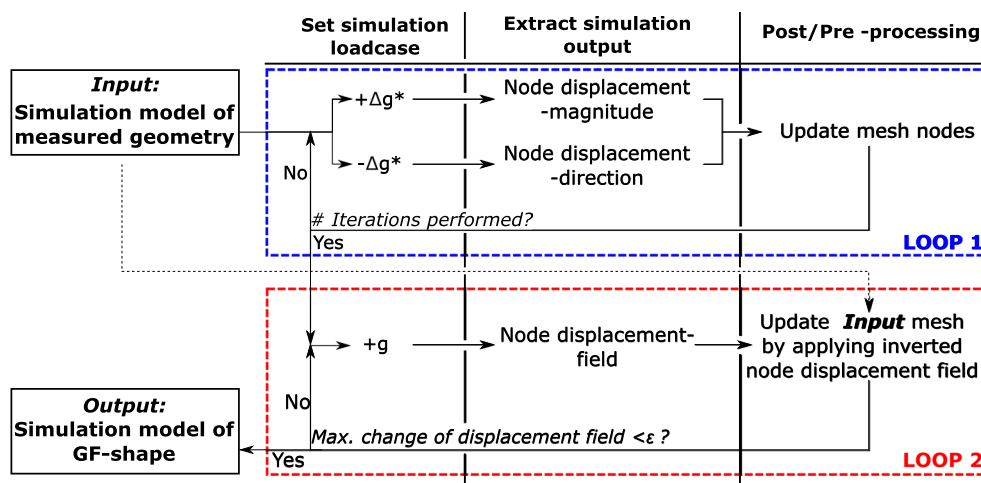 Set simulation
loadcase
Extract simulation
output
Post/Pre -processing
Input:
Simulation model of
measured geometry
+Δg*
Node displacement
-magnitude
Update mesh nodes
-Δg*
Node displacement
-direction
No
# Iterations performed?
Yes
LOOP 1
+g
Node displacement-
field
Update Input mesh
by applying inverted
node displacement field
No
Output:
Simulation model of
GF-shape
Max. change of displacement field <ε ?
Yes
LOOP 2